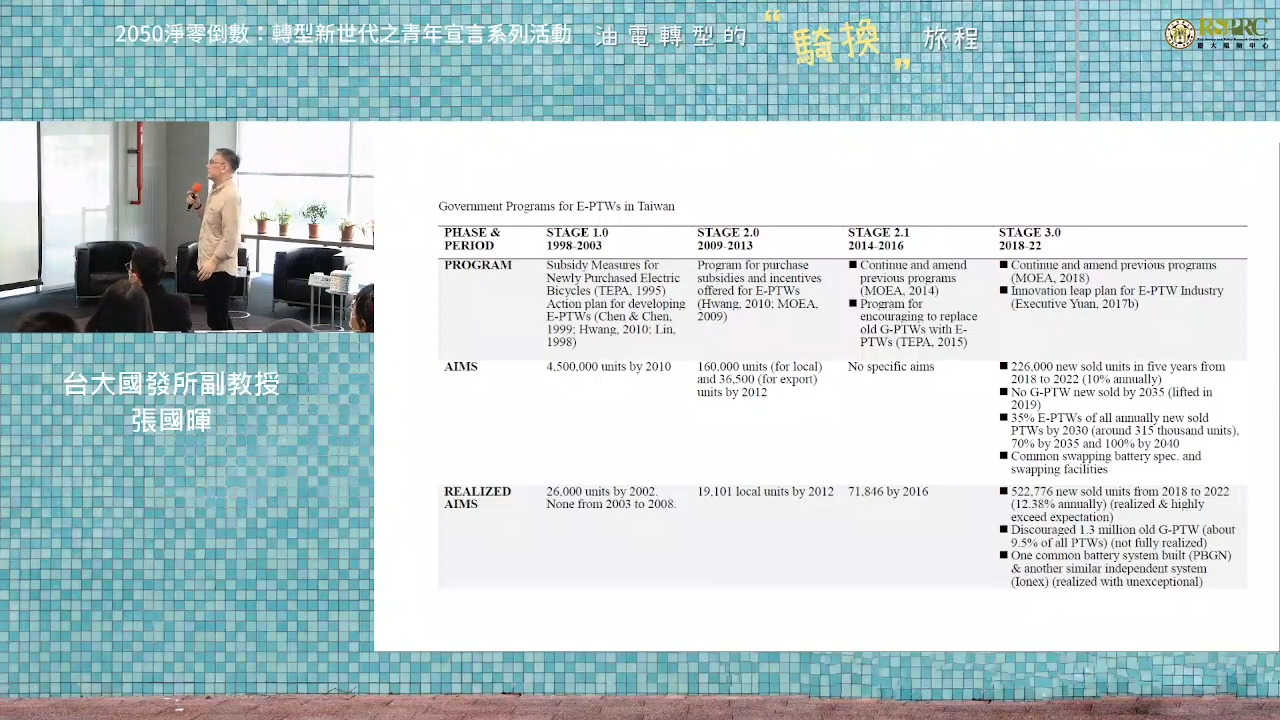 2050淨零倒數：轉型新世代之青年宣言系列活動 油電轉型的“騎換”旅程
RSPRC
臺大風險中心
台大國發所副教授
張國暉
Government Programs for E-PTWs in Taiwan
PHASE & PERIOD
STAGE 1.0
1998-2003
STAGE 2.0
2009-2013
STAGE 2.1
2014-2016
STAGE 3.0
2018-22
PROGRAM
Subsidy Measures for
Newly Purchased Electric
Bicycles (TEPA, 1995)
Action plan for developing
E-PTWs (Chen & Chen,
1999; Hwang, 2010; Lin,
1998)
Program for purchase
subsidies and incentives
offered for E-PTWs
(Hwang, 2010; MOEA,
2009)
■ Continue and amend
previous programs
(MOEA, 2014)
■ Program for
encouraging to replace
old G-PTWs with E-
PTWs (TEPA, 2015)
■ Continue and amend previous programs
(MOEA, 2018)
■ Innovation leap plan for E-PTW Industry
(Executive Yuan, 2017b)
AIMS
4,500,000 units by 2010
160,000 units (for local)
and 36,500 (for export)
units by 2012
No specific aims
■ 226,000 new sold units in five years from
2018 to 2022 (10% annually)
■ No G-PTW new sold by 2035 (lifted in
2019)
■ 35% E-PTWs of all annually new sold
PTWs by 2030 (around 315 thousand units),
70% by 2035 and 100% by 2040
■ Common swapping battery spec. and
swapping facilities
REALIZED
AIMS
26,000 units by 2002.
None from 2003 to 2008.
19,101 local units by 2012
71,846 by 2016
■ 522,776 new sold units from 2018 to 2022
(12.38% annually) (realized & highly
exceed expectation)
■ Discouraged 1.3 million old G-PTW (about
9.5% of all PTWs) (not fully realized)
■ One common battery system built (PBGN)
& another similar independent system
(Ionex) (realized with unexceptional)